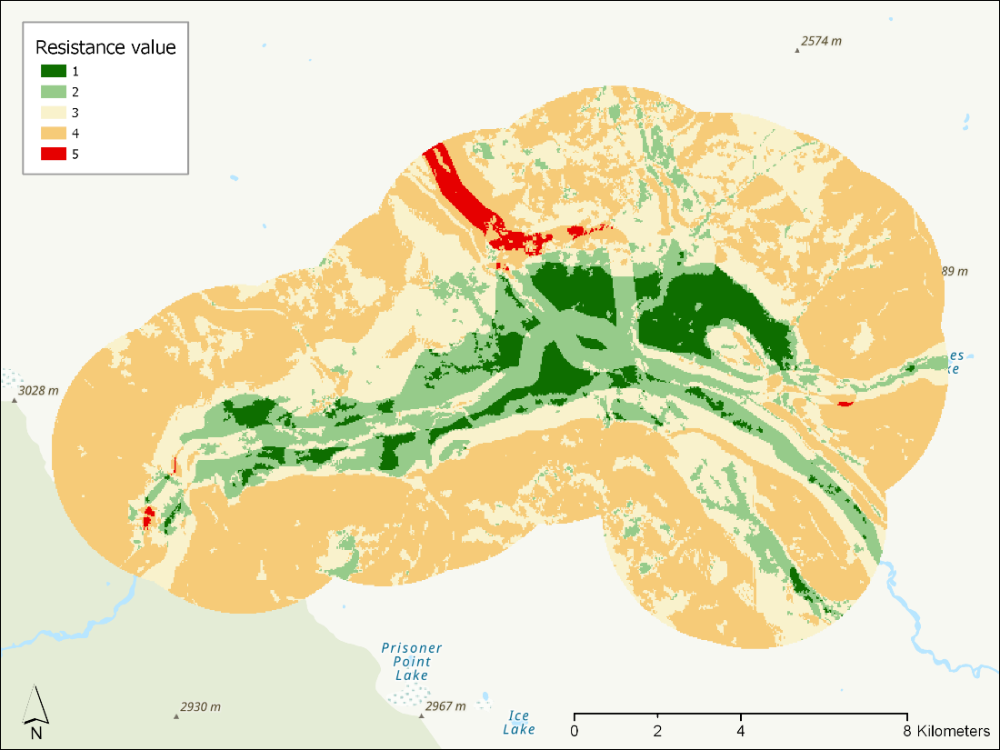 Resistance value
1
2
3
4
5
2574 m
89 m
es
ke
3028 m
Prisoner
Point
Lake
2930 m
2967 m
Ice
Lake
N
0 2 4 8 Kilometers